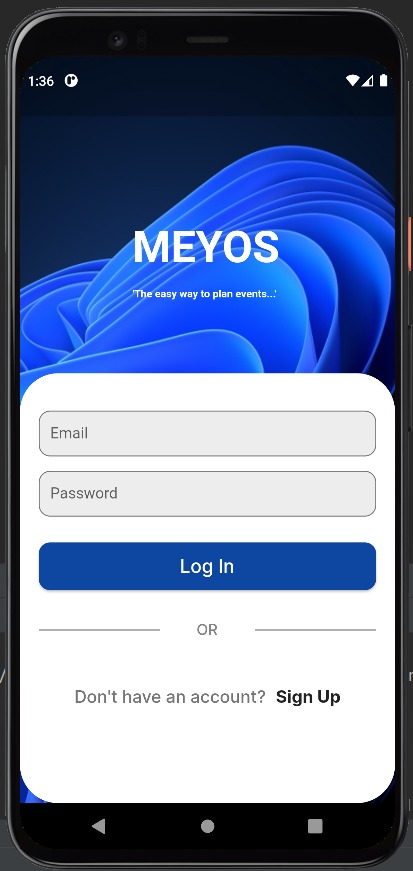 1:36
MEYOS
'The easy way to plan events...'
Email
Password
Log In
OR
Don't have an account? Sign Up